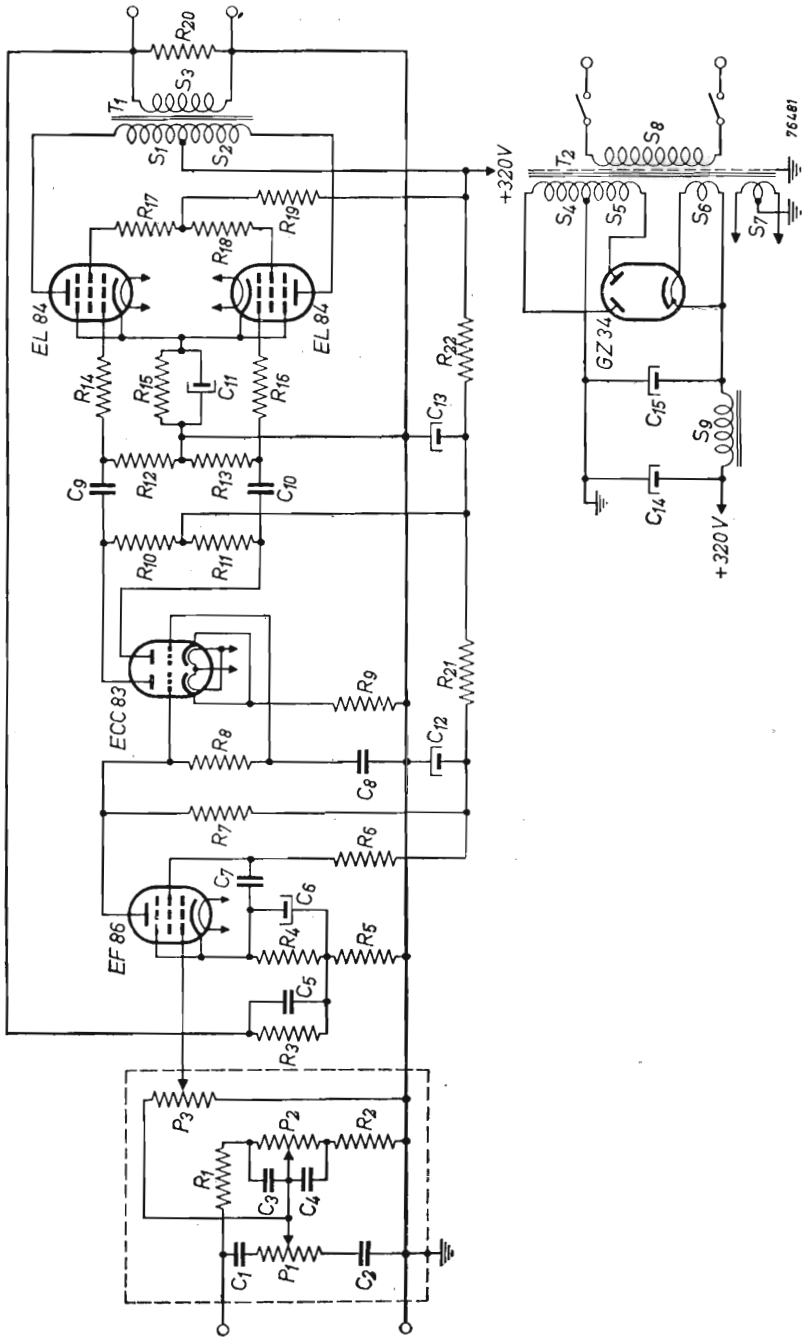 C1
P1
C2
R1
C3
C4
P2
R2
P3
R3
C5
R4
C6
R5
EF 86
C7
R6
R7
R8
C8
C12
ECC 83
R9
R21
R10
R11
C9
C10
R12
R13
C13
R14
R15
C11
R16
R22
EL 84
EL 84
R17
R18
R19
T1
S1
S2
S3
R20
+320V
+320V
C14
S9
C15
GZ 34
S4
S5
S6
S7
T2
S8
76481